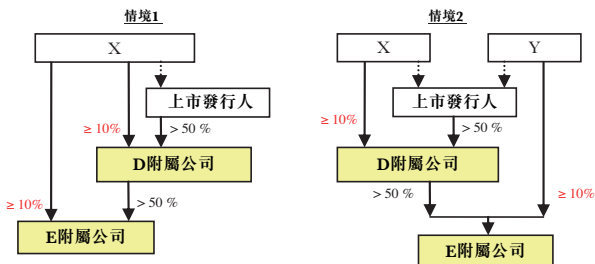 情境1
X
上市發行人
≥ 10%
> 50 %
D附屬公司
≥ 10%
> 50 %
E附屬公司
情境2
X
Y
上市發行人
≥ 10%
> 50 %
D附屬公司
> 50 %
≥ 10%
E附屬公司